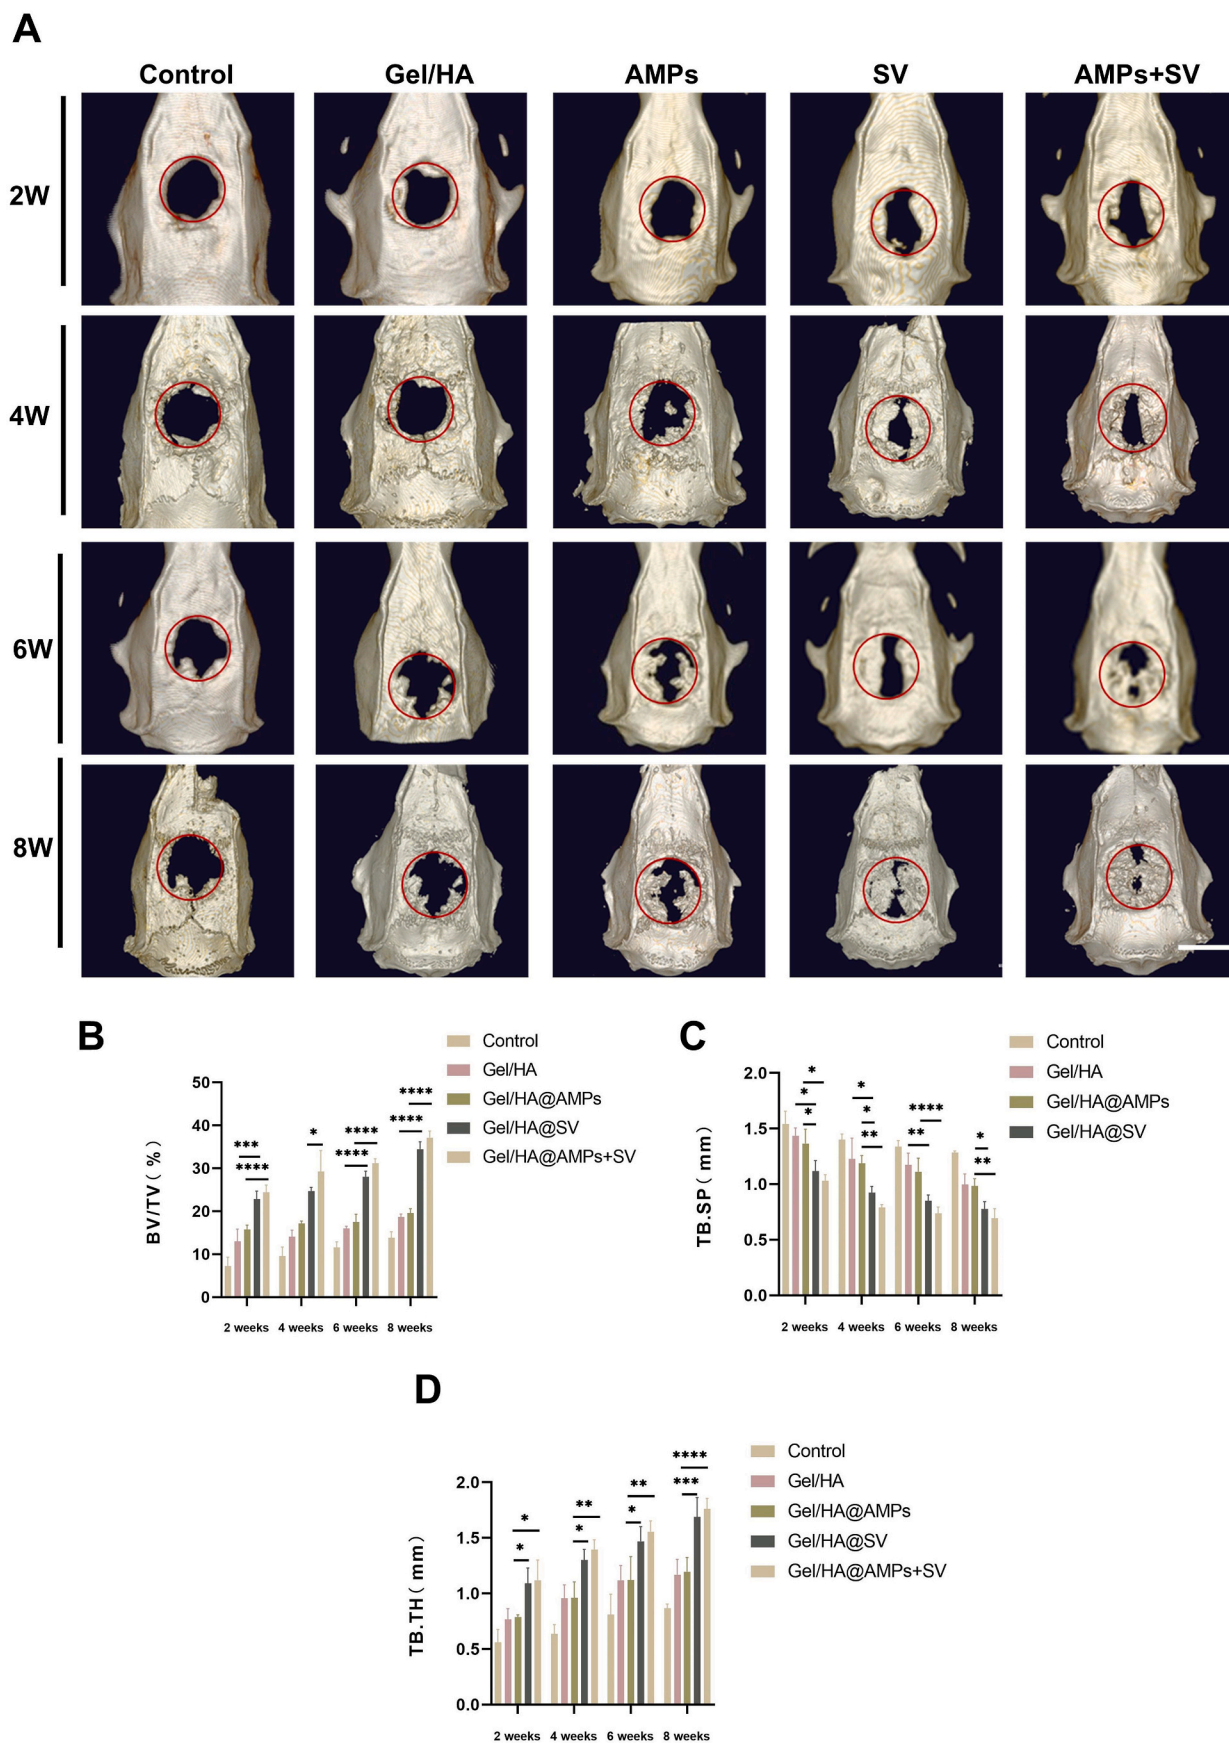 A
Control Gel/HA AMPs SV AMPs+SV
2W
4W
6W
8W
B
Control
Gel/HA
Gel/HA@AMPs
Gel/HA@SV
Gel/HA@AMPs+SV
BV/TV ( % )
50
40
30
20
10
0
*** **** * **** **** **** ****
2 weeks 4 weeks 6 weeks 8 weeks
C
Control
Gel/HA
Gel/HA@AMPs
Gel/HA@SV
TB.SP ( mm )
2.0
1.5
1.0
0.5
0.0
* * * * * ** **** ** * **
2 weeks 4 weeks 6 weeks 8 weeks
D
Control
Gel/HA
Gel/HA@AMPs
Gel/HA@SV
Gel/HA@AMPs+SV
TB.TH ( mm )
2.0
1.5
1.0
0.5
0.0
* * ** * ** * **** ***
2 weeks 4 weeks 6 weeks 8 weeks